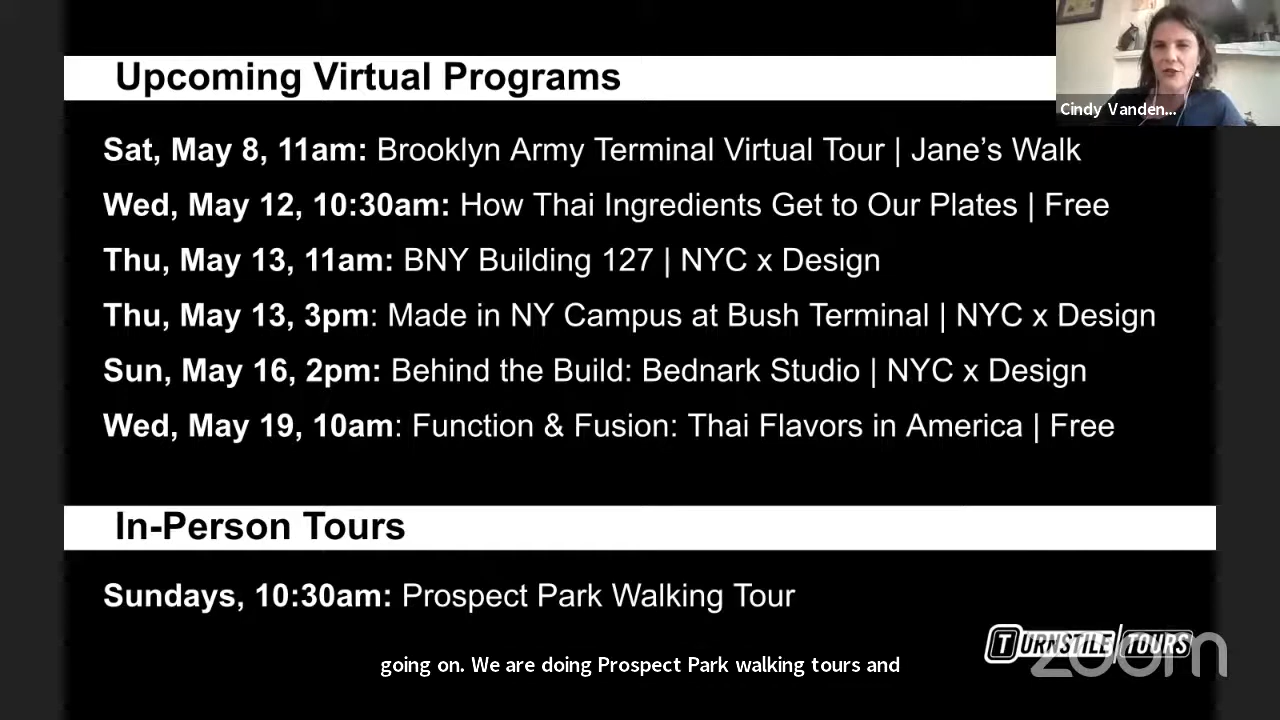 Upcoming Virtual Programs
Cindy Vanden...
Sat, May 8, 11am: Brooklyn Army Terminal Virtual Tour | Jane’s Walk
Wed, May 12, 10:30am: How Thai Ingredients Get to Our Plates | Free
Thu, May 13, 11am: BNY Building 127 | NYC x Design
Thu, May 13, 3pm: Made in NY Campus at Bush Terminal | NYC x Design
Sun, May 16, 2pm: Behind the Build: Bednark Studio | NYC x Design
Wed, May 19, 10am: Function & Fusion: Thai Flavors in America | Free
In-Person Tours
Sundays, 10:30am: Prospect Park Walking Tour
TURNSTILE TOURS
zoom
going on. We are doing Prospect Park walking tours and